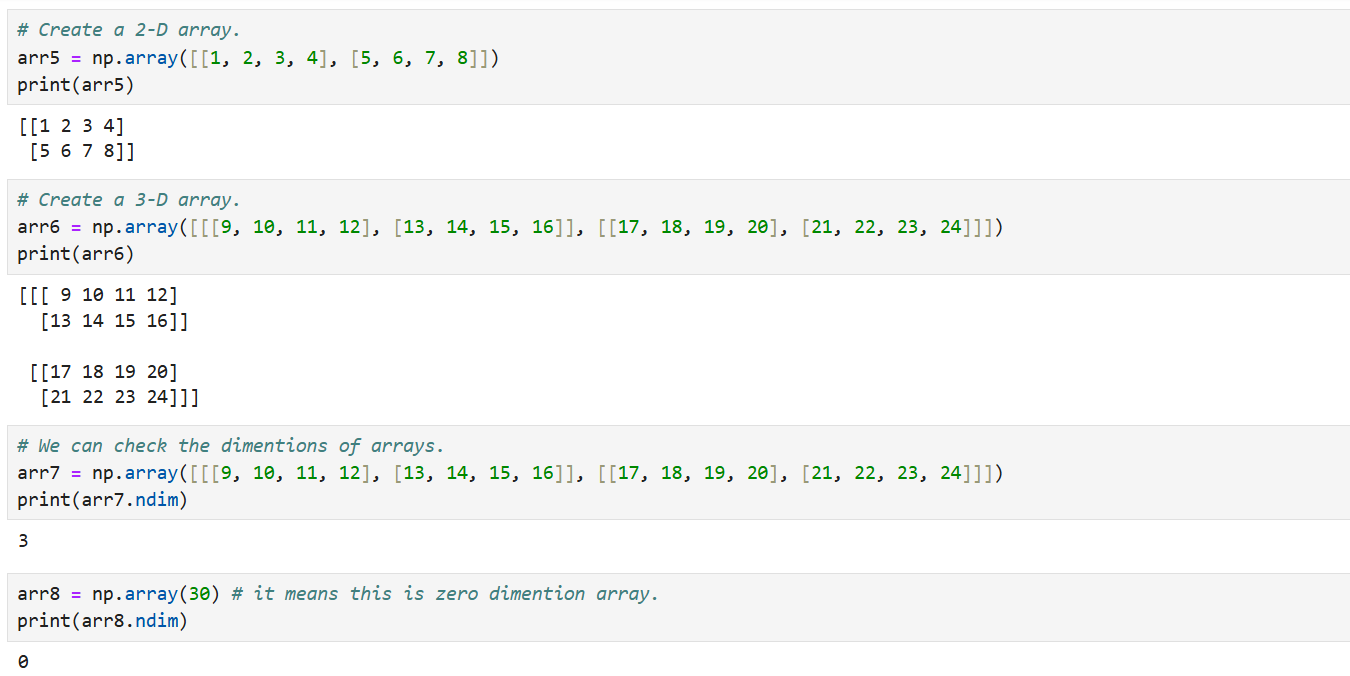 # Create a 2-D array.
arr5 = np.array([[1, 2, 3, 4], [5, 6, 7, 8]])
print(arr5)
[[1 2 3 4]
 [5 6 7 8]]
# Create a 3-D array.
arr6 = np.array([[[9, 10, 11, 12], [13, 14, 15, 16]], [[17, 18, 19, 20], [21, 22, 23, 24]]])
print(arr6)
[[[ 9 10 11 12]
  [13 14 15 16]]
 [[17 18 19 20]
  [21 22 23 24]]]
# We can check the dimentions of arrays.
arr7 = np.array([[[9, 10, 11, 12], [13, 14, 15, 16]], [[17, 18, 19, 20], [21, 22, 23, 24]]])
print(arr7.ndim)
3
arr8 = np.array(30) # it means this is zero dimention array.
print(arr8.ndim)
0